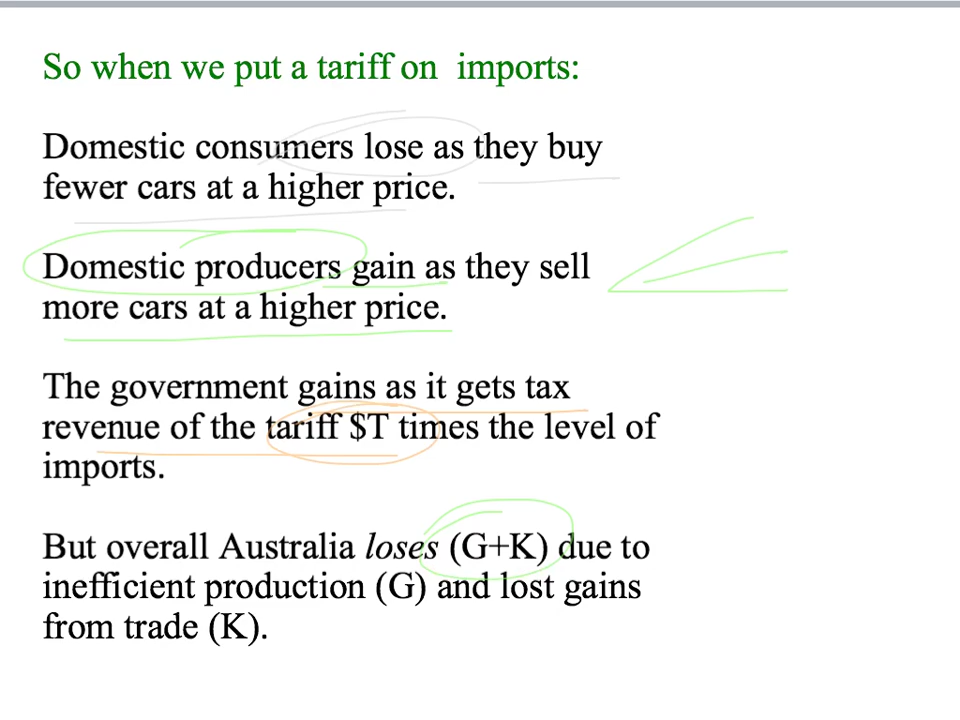 So when we put a tariff on  imports:
Domestic consumers lose as they buy
fewer cars at a higher price.
Domestic producers gain as they sell
more cars at a higher price.
The government gains as it gets tax
revenue of the tariff $T times the level of
imports.
But overall Australia loses (G+K) due to
inefficient production (G) and lost gains
from trade (K).